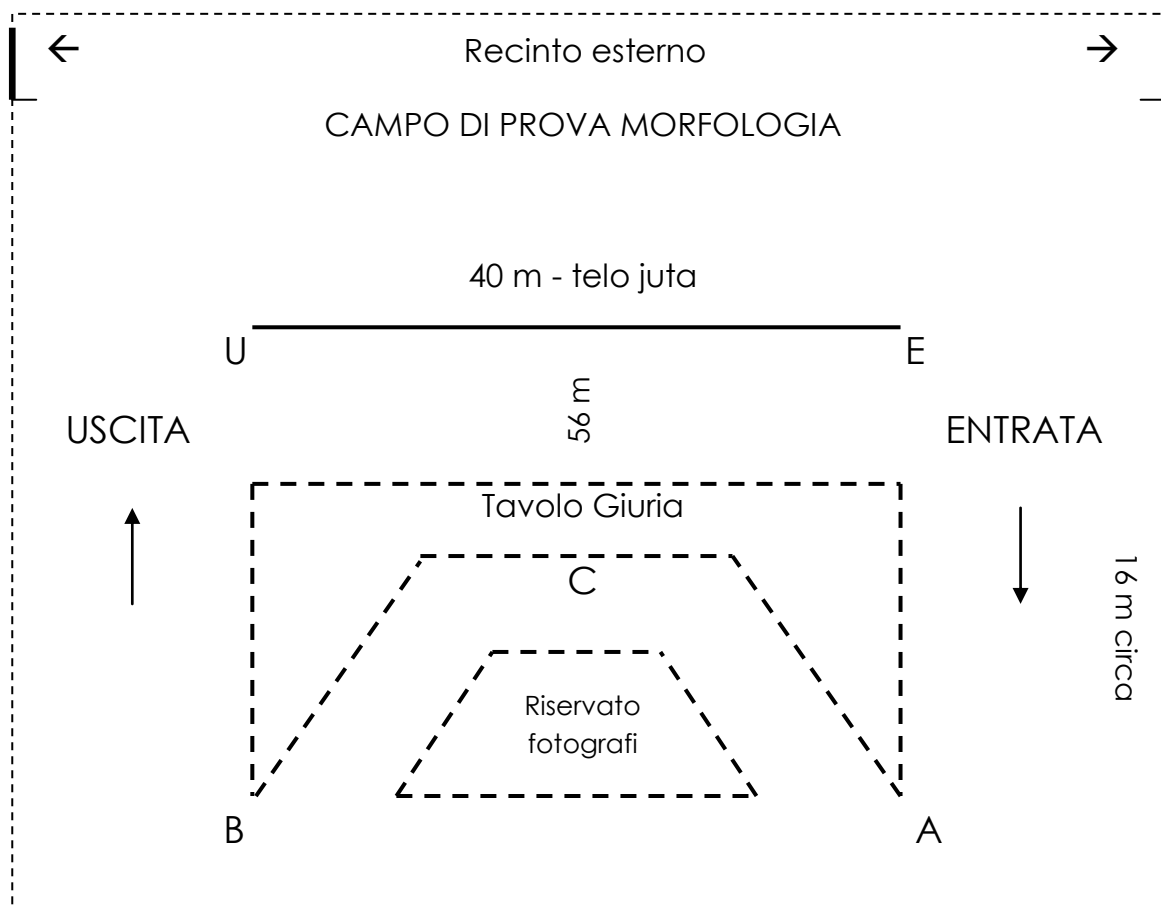 Recinto esterno
CAMPO DI PROVA MORFOLOGIA
40 m - telo juta
U
E
56 m
USCITA
ENTRATA
Tavolo Giuria
C
16 m circa
Riservato
fotografi
B
A